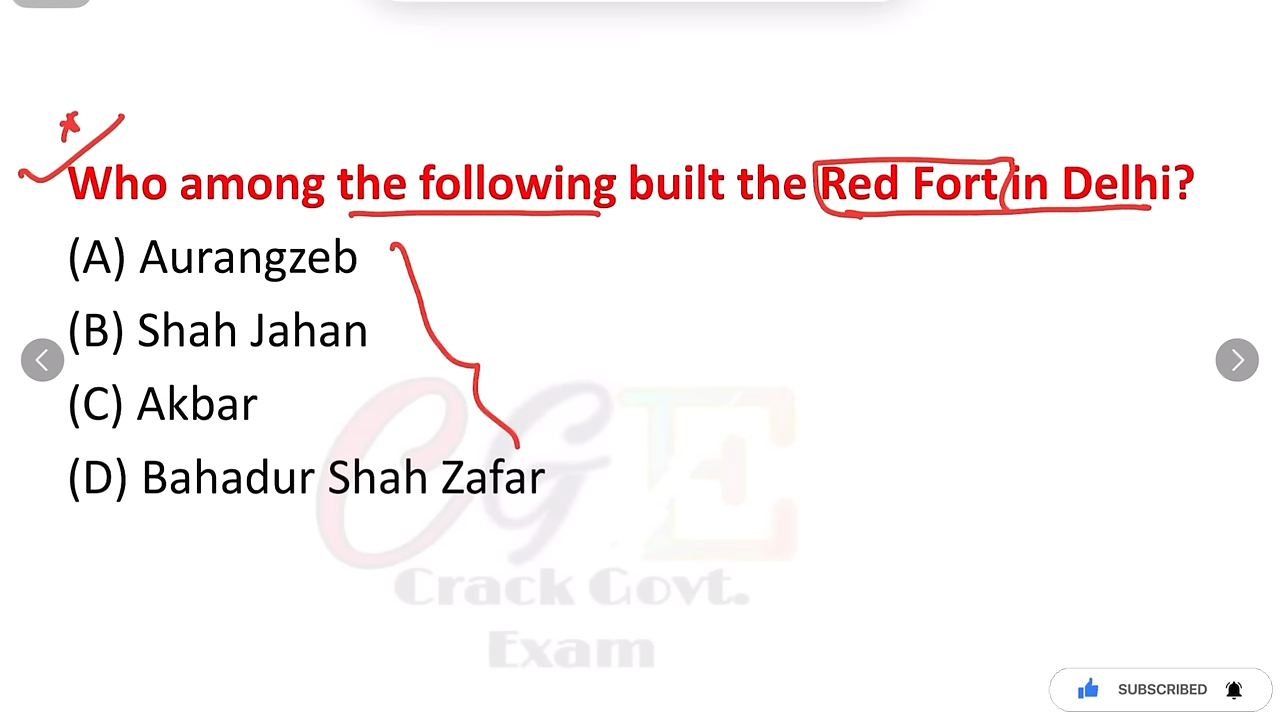 Who among the following built the Red Fort in Delhi?
(A) Aurangzeb
(B) Shah Jahan
(C) Akbar
(D) Bahadur Shah Zafar
CGE
Crack Govt.
Exam
SUBSCRIBED